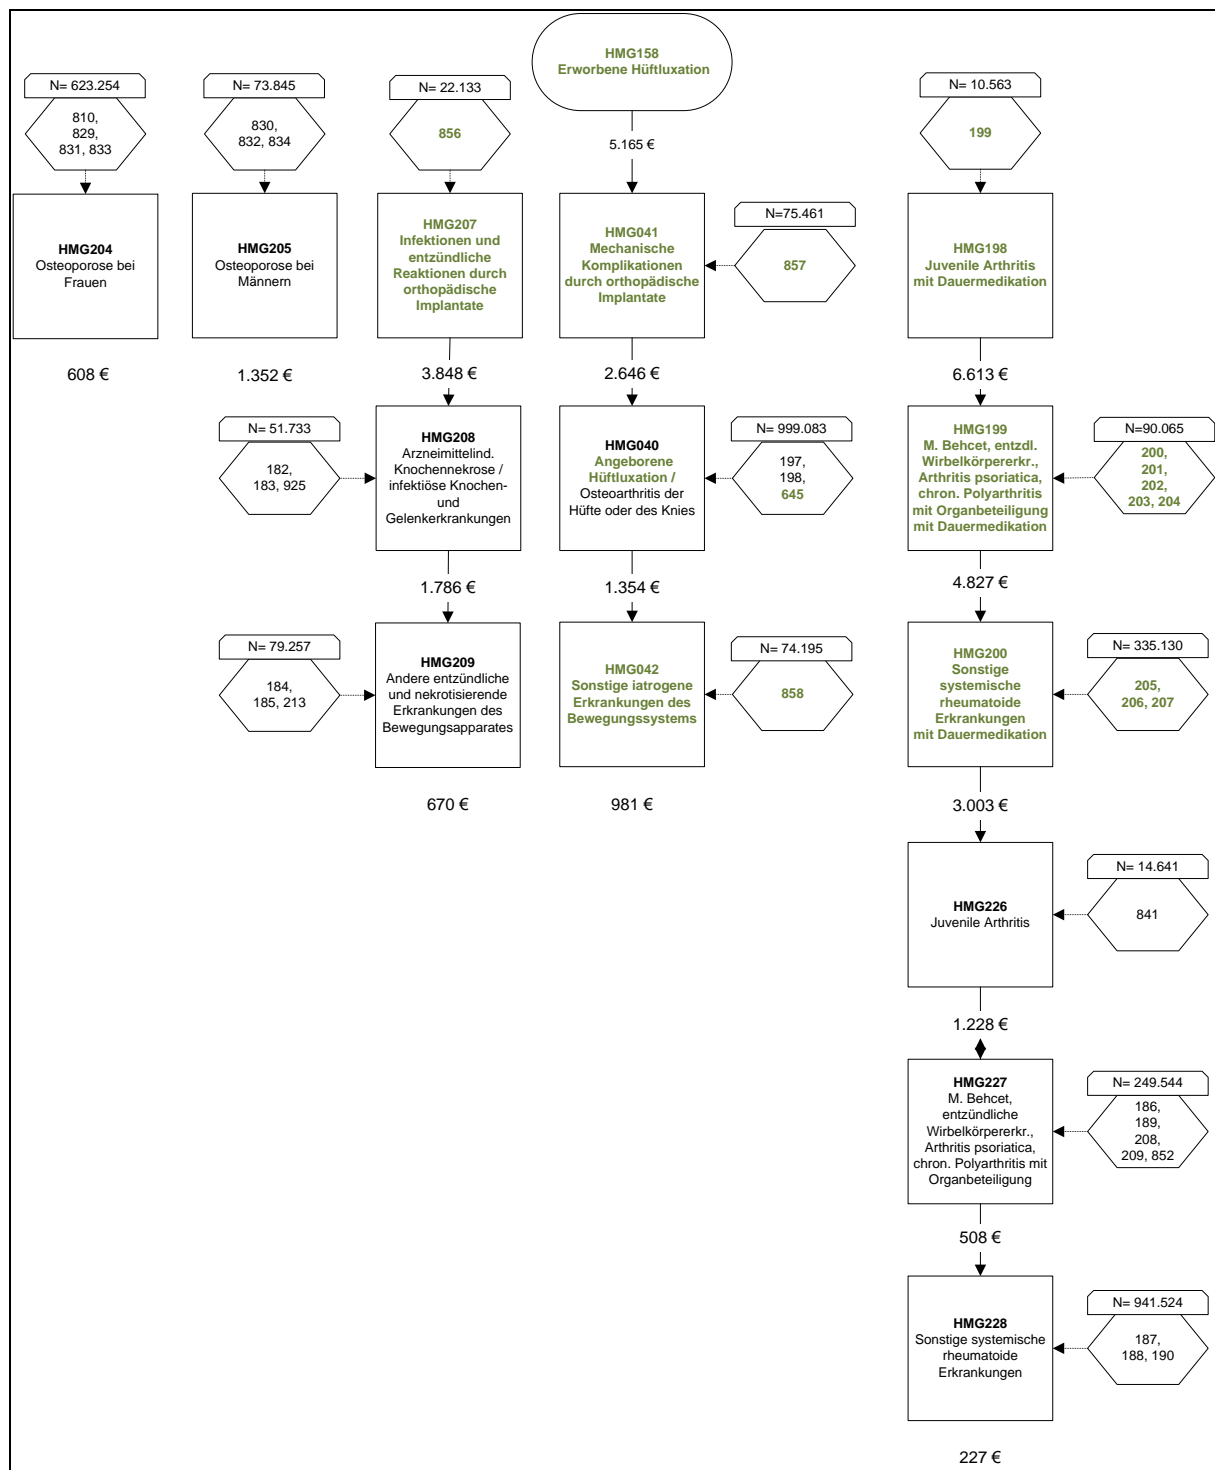 HMG158
Erworbene Hüftluxation
5.165 €
N= 623.254
810,
829,
831, 833
HMG204
Osteoporose bei
Frauen
608 €
N= 73.845
830,
832, 834
HMG205
Osteoporose bei
Männern
1.352 €
N= 22.133
856
HMG207
Infektionen und
entzündliche
Reaktionen durch
orthopädische
Implantate
3.848 €
N= 51.733
182,
183, 925
HMG208
Arzneimittelind.
Knochennekrose /
infektiöse Knochen-
und
Gelenkerkrankungen
1.786 €
N= 79.257
184,
185, 213
HMG209
Andere entzündliche
und nekrotisierende
Erkrankungen des
Bewegungsapparates
670 €
HMG041
Mechanische
Komplikationen
durch orthopädische
Implantate
N=75.461
857
2.646 €
HMG040
Angeborene
Hüftluxation /
Osteoarthritis der
Hüfte oder des Knies
N= 999.083
197,
198,
645
1.354 €
HMG042
Sonstige iatrogene
Erkrankungen des
Bewegungssystems
N= 74.195
858
981 €
N= 10.563
199
HMG198
Juvenile Arthritis
mit Dauermedikation
6.613 €
HMG199
M. Behcet, entzdl.
Wirbelkörpererkr.,
Arthritis psoriatica,
chron. Polyarthritis
mit Organbeteiligung
mit Dauermedikation
N=90.065
200,
201,
202,
203, 204
4.827 €
HMG200
Sonstige
systemische
rheumatoide
Erkrankungen
mit Dauermedikation
N= 335.130
205,
206, 207
3.003 €
HMG226
Juvenile Arthritis
N= 14.641
841
1.228 €
HMG227
M. Behcet,
entzündliche
Wirbelkörpererkr.,
Arthritis psoriatica,
chron. Polyarthritis mit
Organbeteiligung
N= 249.544
186,
189,
208,
209, 852
508 €
HMG228
Sonstige systemische
rheumatoide
Erkrankungen
N= 941.524
187,
188, 190
227 €